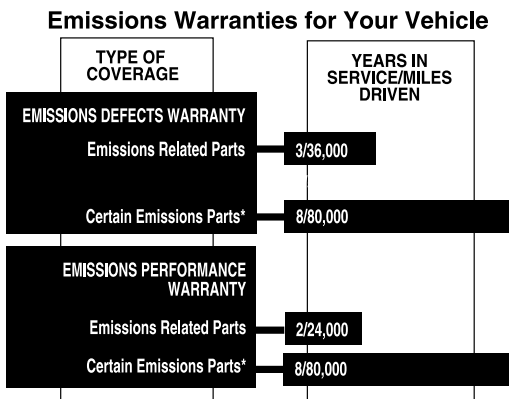 Emissions Warranties for Your Vehicle
TYPE OF
COVERAGE
YEARS IN
SERVICE/MILES
DRIVEN
EMISSIONS DEFECTS WARRANTY
Emissions Related Parts
3/36,000
Certain Emissions Parts*
8/80,000
EMISSIONS PERFORMANCE
WARRANTY
Emissions Related Parts
2/24,000
Certain Emissions Parts*
8/80,000